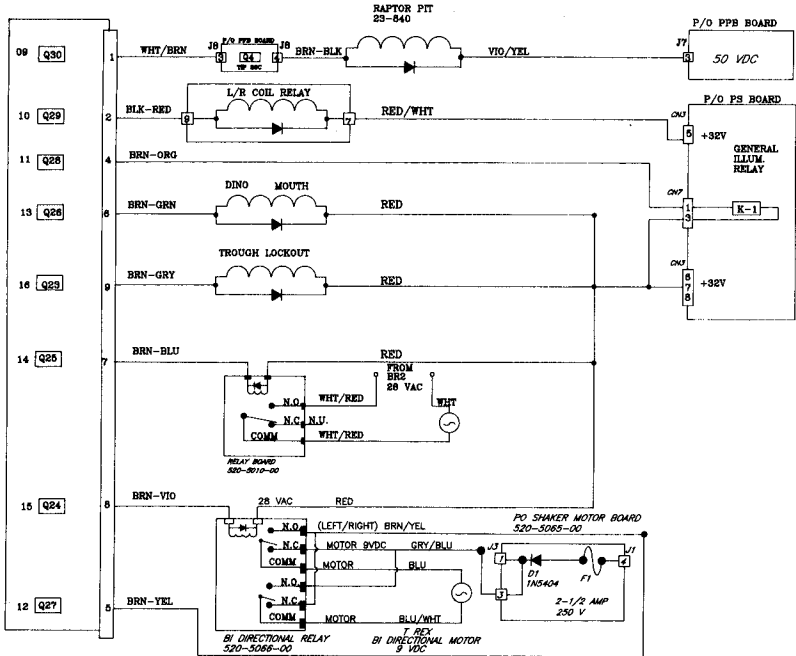 RAPTOR PIT
23-840
P/O PPB BOARD
09 Q30
1
WHT/BRN
J8
P/O PPB BOARD
J8
3
Q4
4
TIP 36C
BRN-BLK
VIO/YEL
J7
3
50 VDC
P/O PS BOARD
L/R COIL RELAY
10 Q29
2
BLK-RED
9
7
RED/WHT
CN3
5
+32V
GENERAL
ILLUM.
RELAY
11 Q28
4
BRN-ORG
CN7
1
3
K-1
DINO MOUTH
13 Q26
6
BRN-GRN
RED
TROUGH LOCKOUT
16 Q23
9
BRN-GRY
RED
CN3
6
7
8
+32V
14 Q25
7
BRN-BLU
RED
FROM
BR2
28 VAC
N.O.
WHT/RED
WHT
N.C.
N.U.
COMM
WHT/RED
RELAY BOARD
520-5010-00
15 Q24
8
BRN-VIO
28 VAC
RED
N.O.
(LEFT/RIGHT) BRN/YEL
PO SHAKER MOTOR BOARD
520-5065-00
N.C.
MOTOR 9VDC
GRY/BLU
J3
1
D1
1N5404
F1
J1
4
COMM
MOTOR
BLU
N.O.
3
2-1/2 AMP
250 V
12 Q27
5
BRN-YEL
N.C.
COMM
MOTOR
BLU/WHT
BI DIRECTIONAL RELAY
520-5066-00
T REX
BI DIRECTIONAL MOTOR
9 VDC